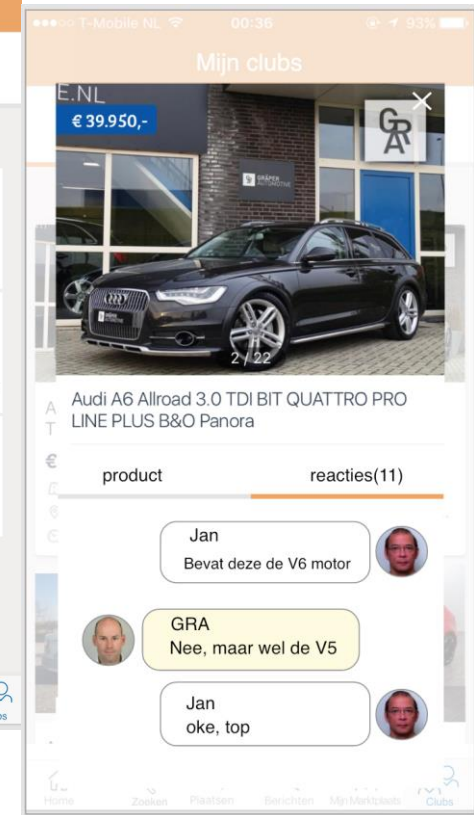 T-Mobile NL
00:36
93%
Mijn clubs
E.NL
€ 39.950,-
GRA
GRÄPER
AUTOMOTIVE
2 / 22
Audi A6 Allroad 3.0 TDI BIT QUATTRO PRO
LINE PLUS B&O Panora
A
T
€
product
reacties(11)
Jan
Bevat deze de V6 motor
GRA
Nee, maar wel de V5
Jan
oke, top
Home
Zoeken
Plaatsen
Berichten
Mijn Marktplaats
Clubs